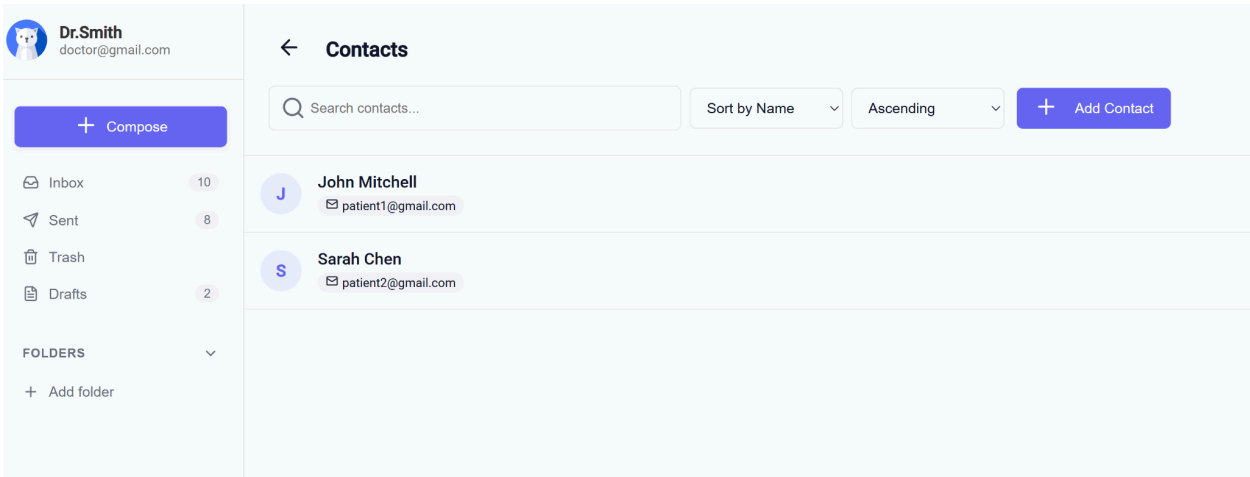 Dr.Smith
doctor@gmail.com
Compose
Inbox 10
Sent 8
Trash
Drafts 2
FOLDERS
Add folder
Contacts
Search contacts...
Sort by Name
Ascending
Add Contact
J
John Mitchell
patient1@gmail.com
S
Sarah Chen
patient2@gmail.com